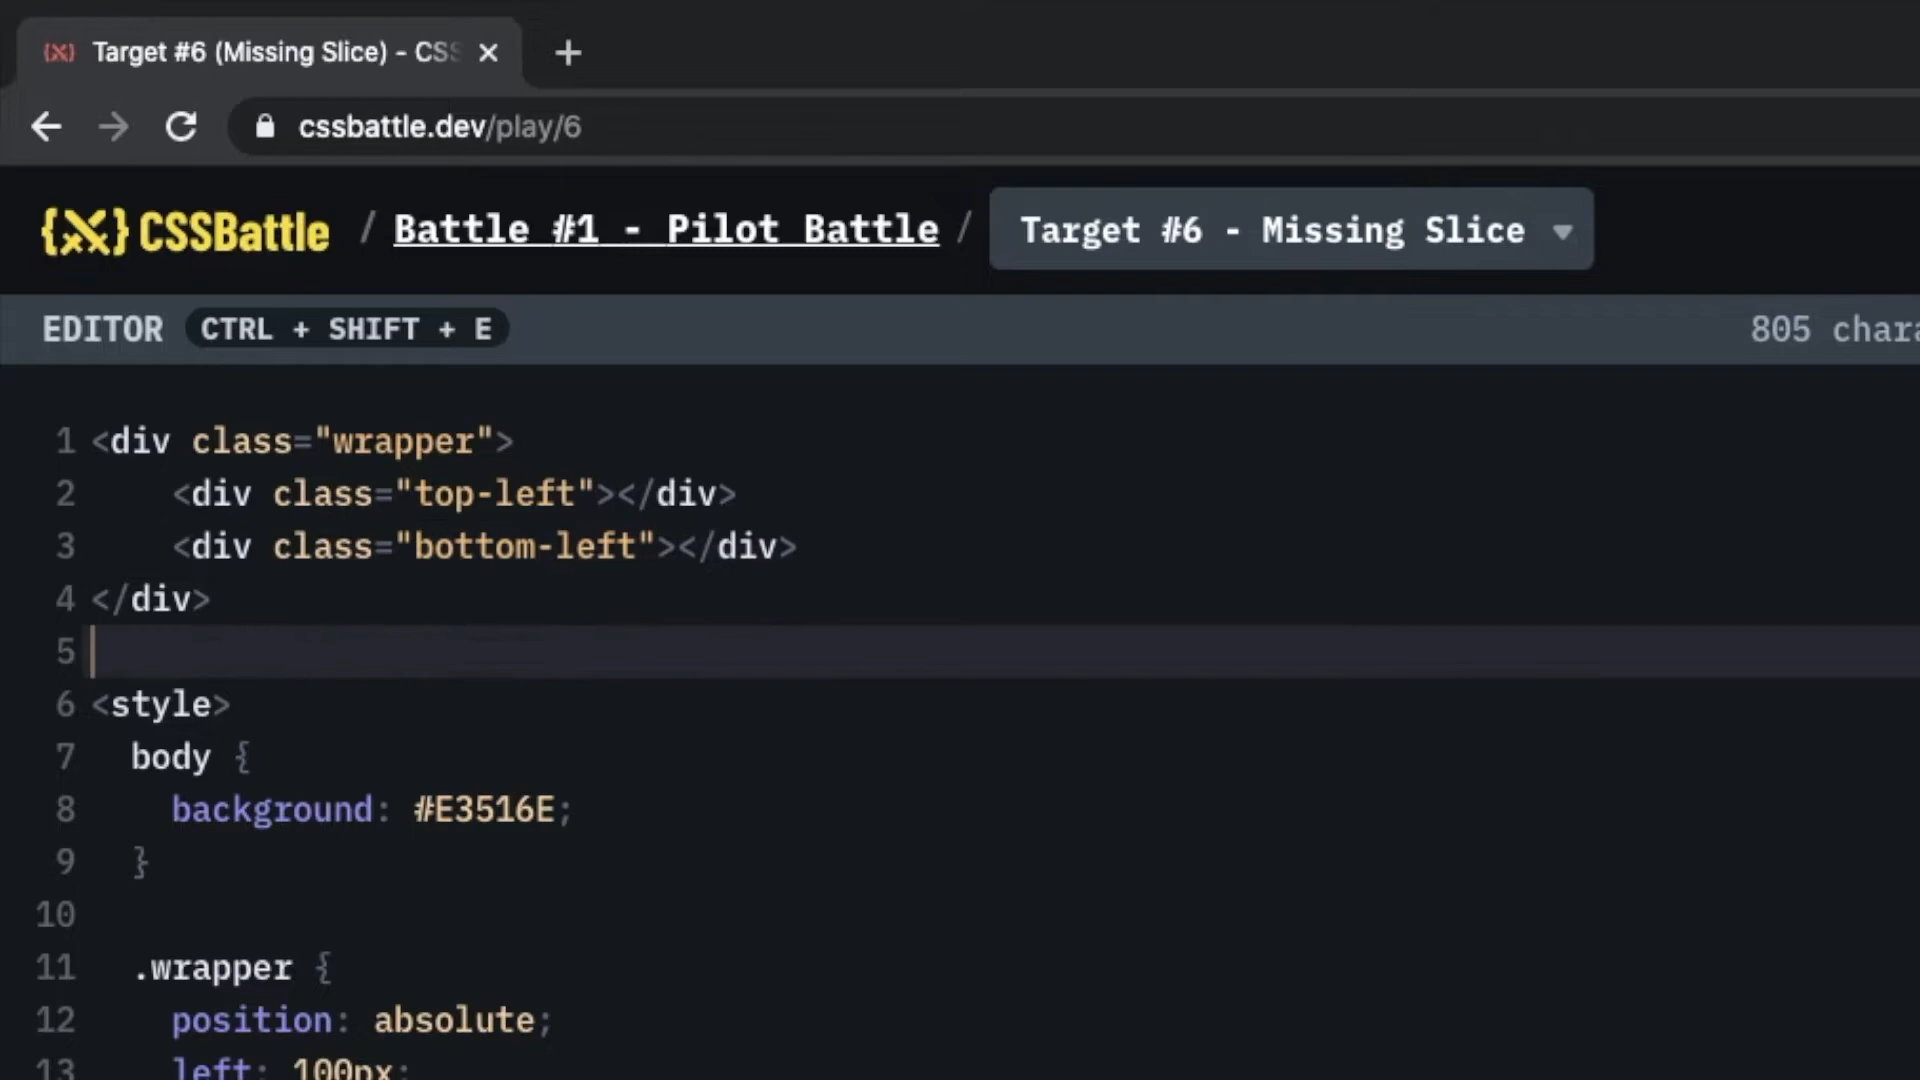 Target #6 (Missing Slice) - CSS
cssbattle.dev/play/6
{X} CSSBattle / Battle #1 - Pilot Battle / Target #6 - Missing Slice
EDITOR CTRL + SHIFT + E 805 chara
1 <div class="wrapper">
2 <div class="top-left"></div>
3 <div class="bottom-left"></div>
4 </div>
5
6 <style>
7 body {
8 background: #E3516E;
9 }
10
11 .wrapper {
12 position: absolute;
13 left: 100px;